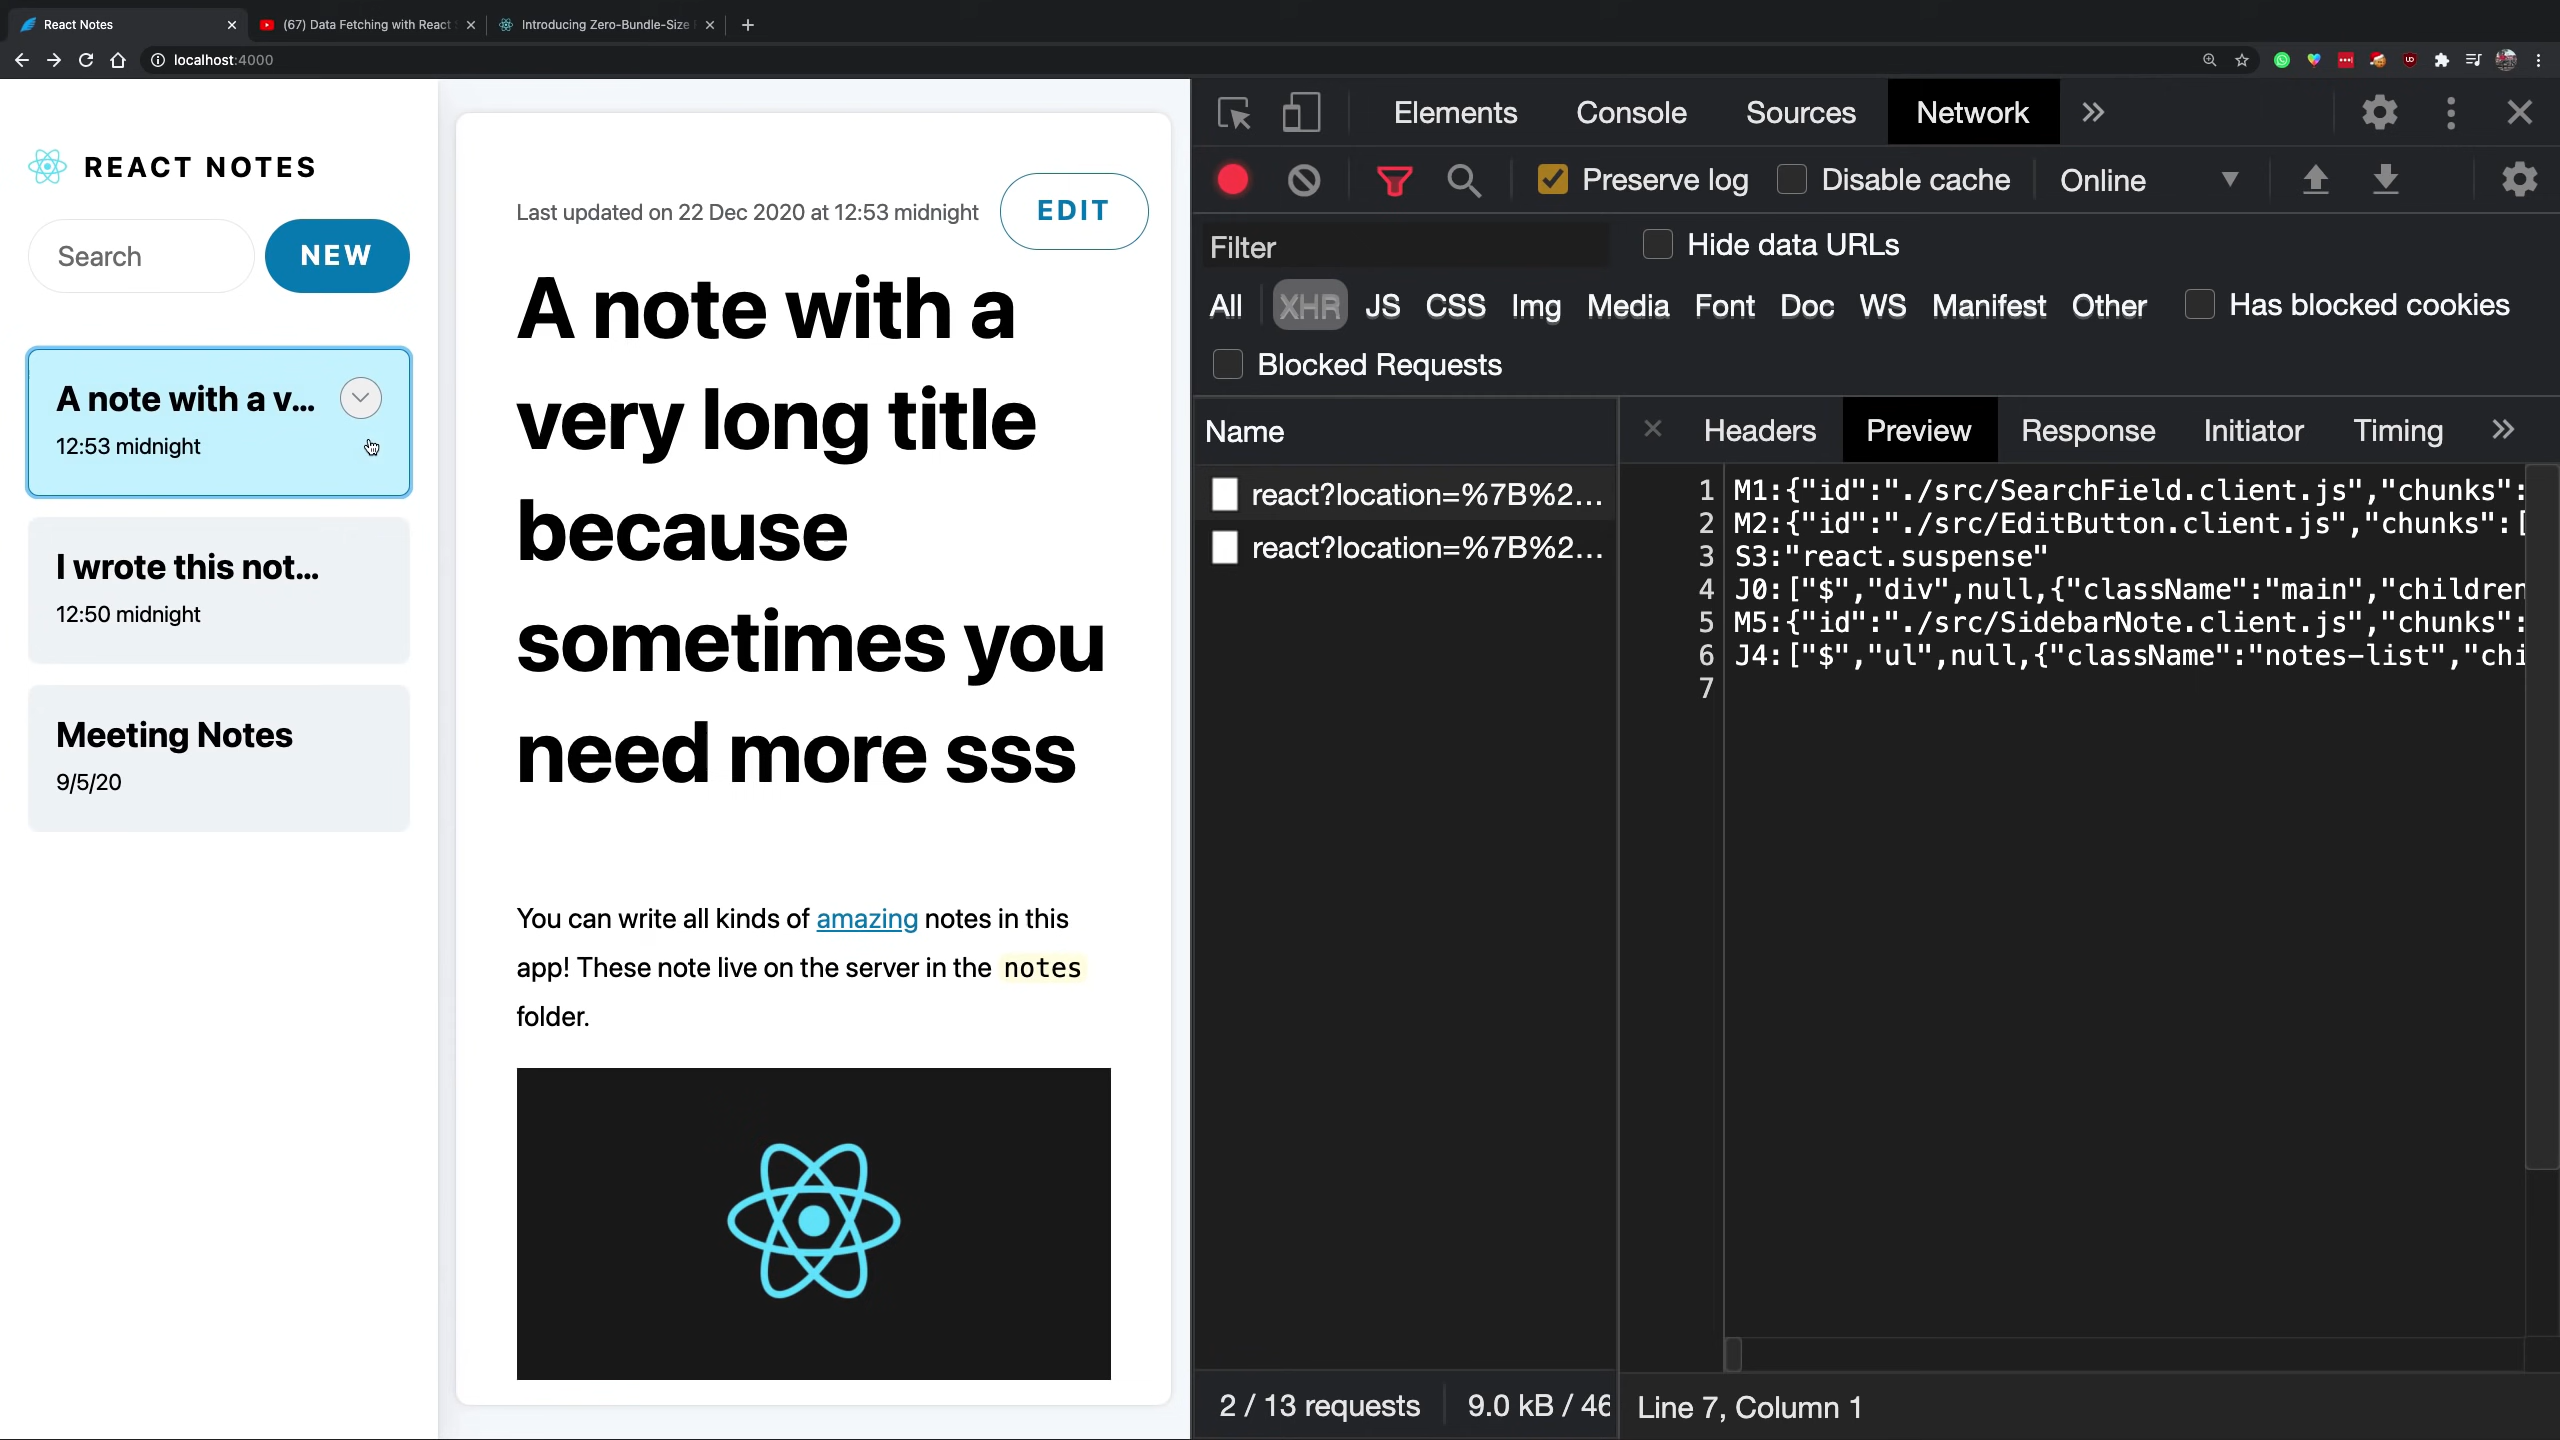 React Notes
(67) Data Fetching with React
Introducing Zero-Bundle-Size
localhost:4000
REACT NOTES
Search
NEW
A note with a v...
12:53 midnight
I wrote this not...
12:50 midnight
Meeting Notes
9/5/20
Last updated on 22 Dec 2020 at 12:53 midnight
EDIT
A note with a
very long title
because
sometimes you
need more sss
You can write all kinds of amazing notes in this
app! These note live on the server in the notes
folder.
Elements Console Sources Network
Preserve log Disable cache Online
Filter Hide data URLs
All XHR JS CSS Img Media Font Doc WS Manifest Other Has blocked cookies
Blocked Requests
Name
react?location=%7B%2...
react?location=%7B%2...
Headers Preview Response Initiator Timing
1 M1:{"id":"./src/SearchField.client.js","chunks":
2 M2:{"id":"./src/EditButton.client.js","chunks":[
3 S3:"react.suspense"
4 J0:["$","div",null,{"className":"main","children
5 M5:{"id":"./src/SidebarNote.client.js","chunks":
6 J4:["$","ul",null,{"className":"notes-list","chi
7
2 / 13 requests 9.0 kB / 46
Line 7, Column 1